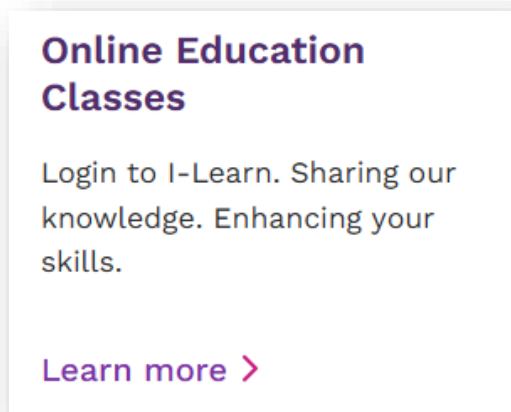 Online Education
Classes
Login to I-Learn. Sharing our
knowledge. Enhancing your
skills.
Learn more